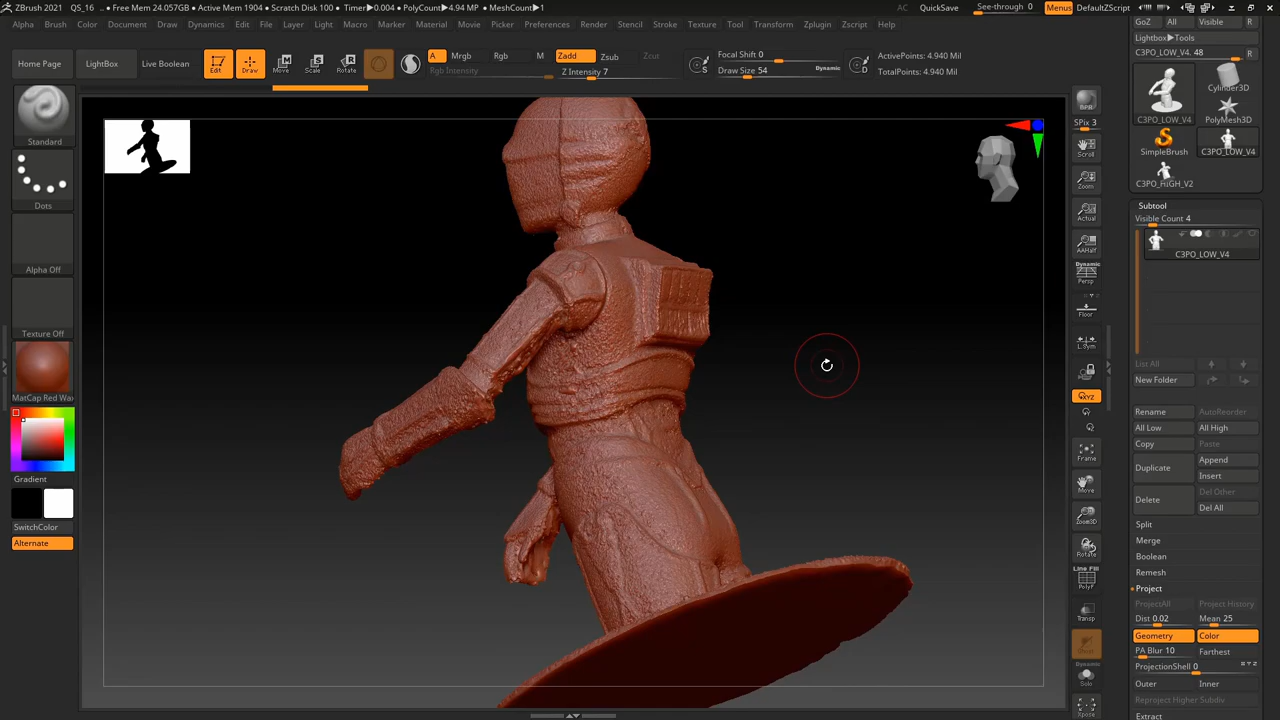 ZBrush 2021 QS_16 • Free Mem 24.057GB • Active Mem 1904 • Scratch Disk 100 • Timer▶0.004 • PolyCount▶4.94 MP • MeshCount▶1 AC QuickSave See-through 0 Menus DefaultZScript
Alpha Brush Color Document Draw Dynamics Edit File Geometry Layer Light Macro Marker Material Movie Picker Preferences Render Stencil Stroke Texture Tool Transform Zplugin Zscript Help
Home Page LightBox Live Boolean Edit Draw Move Scale Rotate
A Mrgb Rgb M Zadd Zsub Zcut
Rgb Intensity Z Intensity 7
Focal Shift 0
Draw Size 54 Dynamic
S D
ActivePoints: 4.940 Mil
TotalPoints: 4.940 Mil
Standard
Dots
Alpha Off
Texture Off
MatCap Red Wax
Gradient
SwitchColor
Alternate
BPR
SPix 3
Scroll
Zoom
Actual
AAHalf
Dynamic
Persp
Floor
L.Sym
XYZ
Frame
Move
Zoom3D
Rotate
Line Fill
PolyF
Transp
Dynamic
Solo
Xpose
GoZ All Visible R
Lightbox▶Tools
C3PO_LOW_V4. 48 R
C3PO_LOW_V4 Cylinder3D
PolyMesh3D
SimpleBrush C3PO_LOW_V4
C3PO_HIGH_V2
Subtool
Visible Count 4
C3PO_LOW_V4
List All
New Folder
Rename AutoReorder
All Low All High
Copy Paste
Duplicate Append
Insert
Delete Del Other
Del All
Split
Merge
Boolean
Remesh
Project
ProjectAll Project History
Dist 0.02 Mean 25
Geometry Color
PA Blur 10 Farthest
ProjectionShell 0
Outer Inner
Reproject Higher Subdiv
Extract